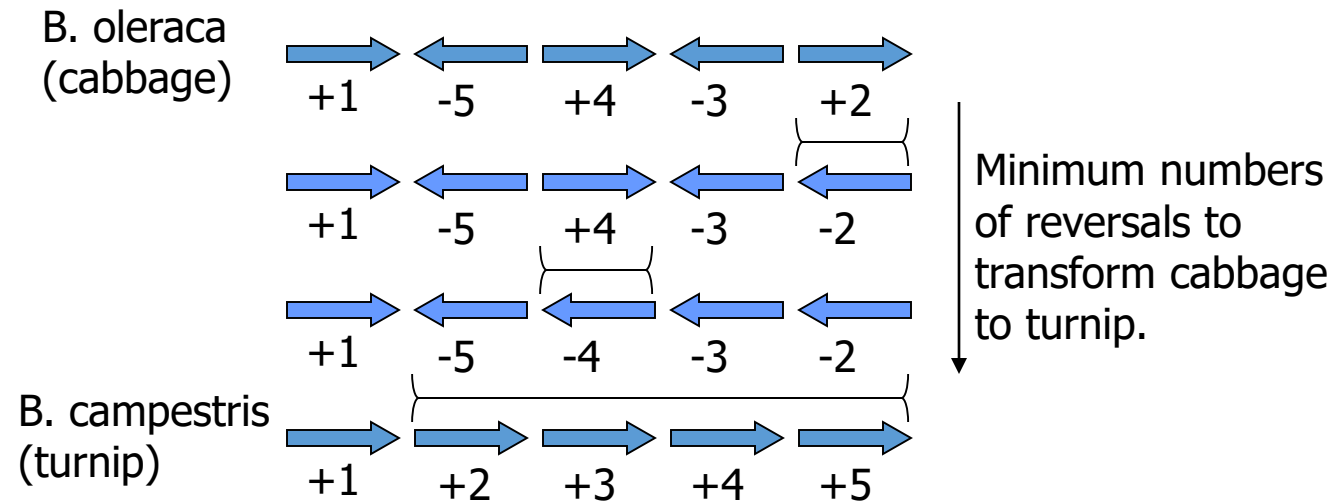 B. oleraca
(cabbage)
+1 -5 +4 -3 +2
+1 -5 +4 -3 -2
+1 -5 -4 -3 -2
B. campestris
(turnip)
+1 +2 +3 +4 +5
Minimum numbers
of reversals to
transform cabbage
to turnip.